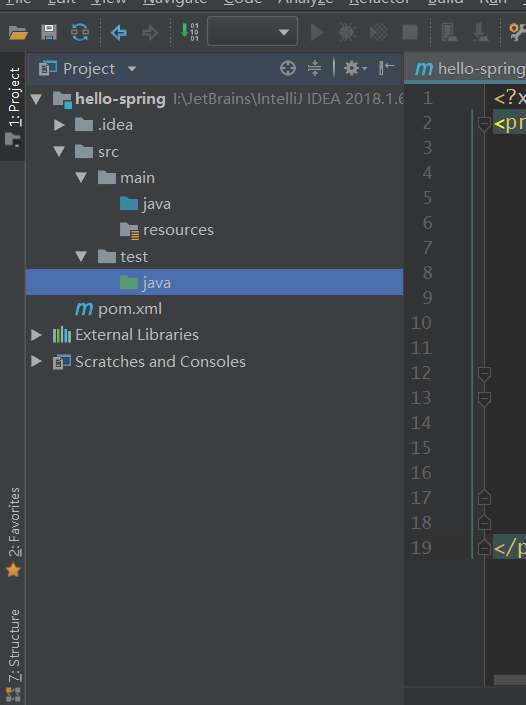 File Edit View Navigate Code Analyze Refactor Build Run
Project
hello-spring
1: Project
hello-spring I:\JetBrains\IntelliJ IDEA 2018.1.6
.idea
src
main
java
resources
test
java
pom.xml
External Libraries
Scratches and Consoles
2: Favorites
7: Structure
1 <?x
2 <pr
3
4
5
6
7
8
9
10
11
12
13
14
15
16
17
18
19 </p